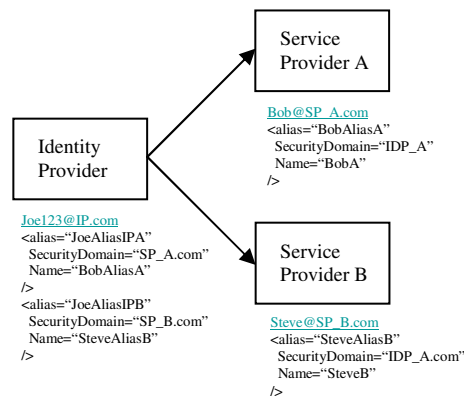 Service
Provider A
Bob@SP_A.com
<alias=“BobAliasA”
SecurityDomain=“IDP_A”
Name=“BobA”
/>
Identity
Provider
Joe123@IP.com
<alias=“JoeAliasIPA”
SecurityDomain=“SP_A.com”
Name=“BobAliasA”
/>
<alias=“JoeAliasIPB”
SecurityDomain=“SP_B.com”
Name=“SteveAliasB”
/>
Service
Provider B
Steve@SP_B.com
<alias=“SteveAliasB”
SecurityDomain=“IDP_A.com”
Name=“SteveB”
/>